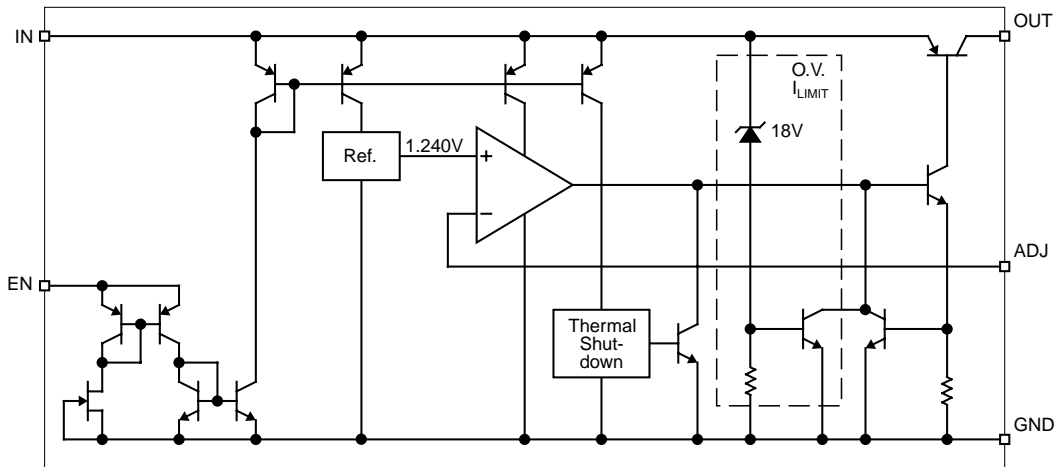 IN
OUT
O.V.
ILIMIT
18V
Ref.
1.240V
+
−
ADJ
EN
Thermal
Shut-
down
GND